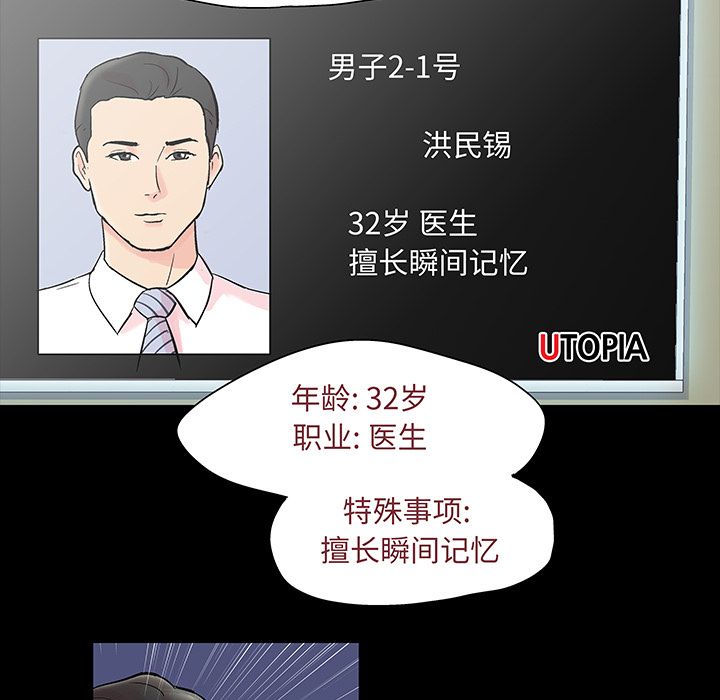 男子2-1号
洪民锡
32岁 医生
擅长瞬间记忆
UTOPIA
年龄: 32岁
职业: 医生
特殊事项:
擅长瞬间记忆